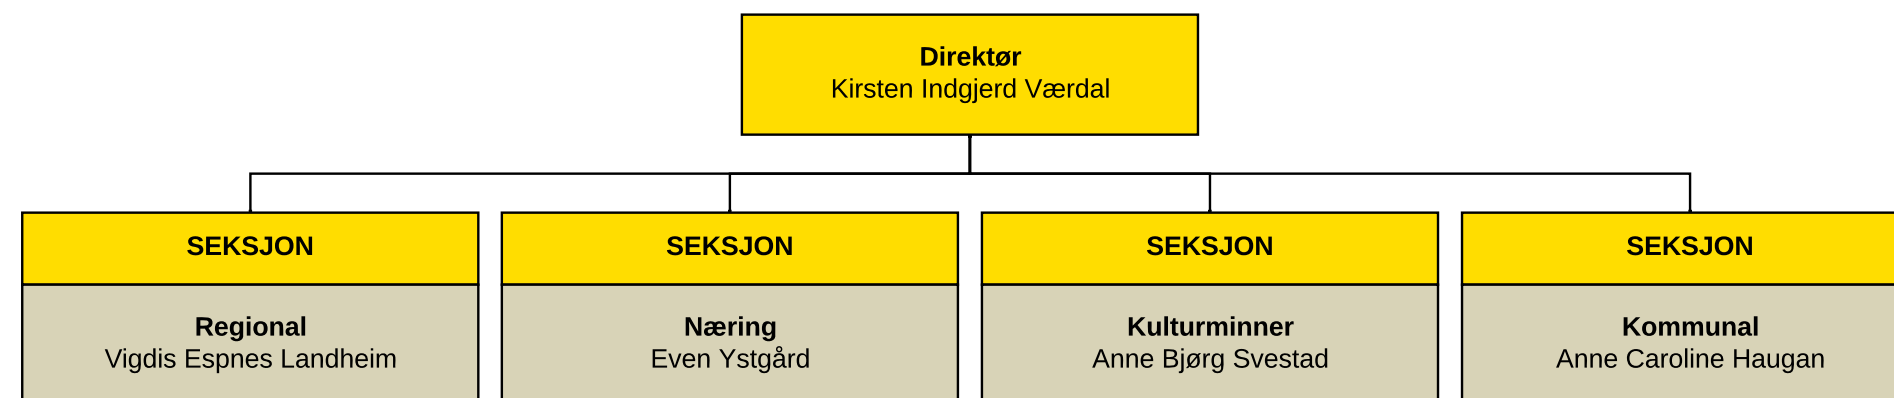 Direktør
Kirsten Indgjerd Værdal
SEKSJON
SEKSJON
SEKSJON
SEKSJON
Regional
Vigdis Espnes Landheim
Næring
Even Ystgård
Kulturminner
Anne Bjørg Svestad
Kommunal
Anne Caroline Haugan